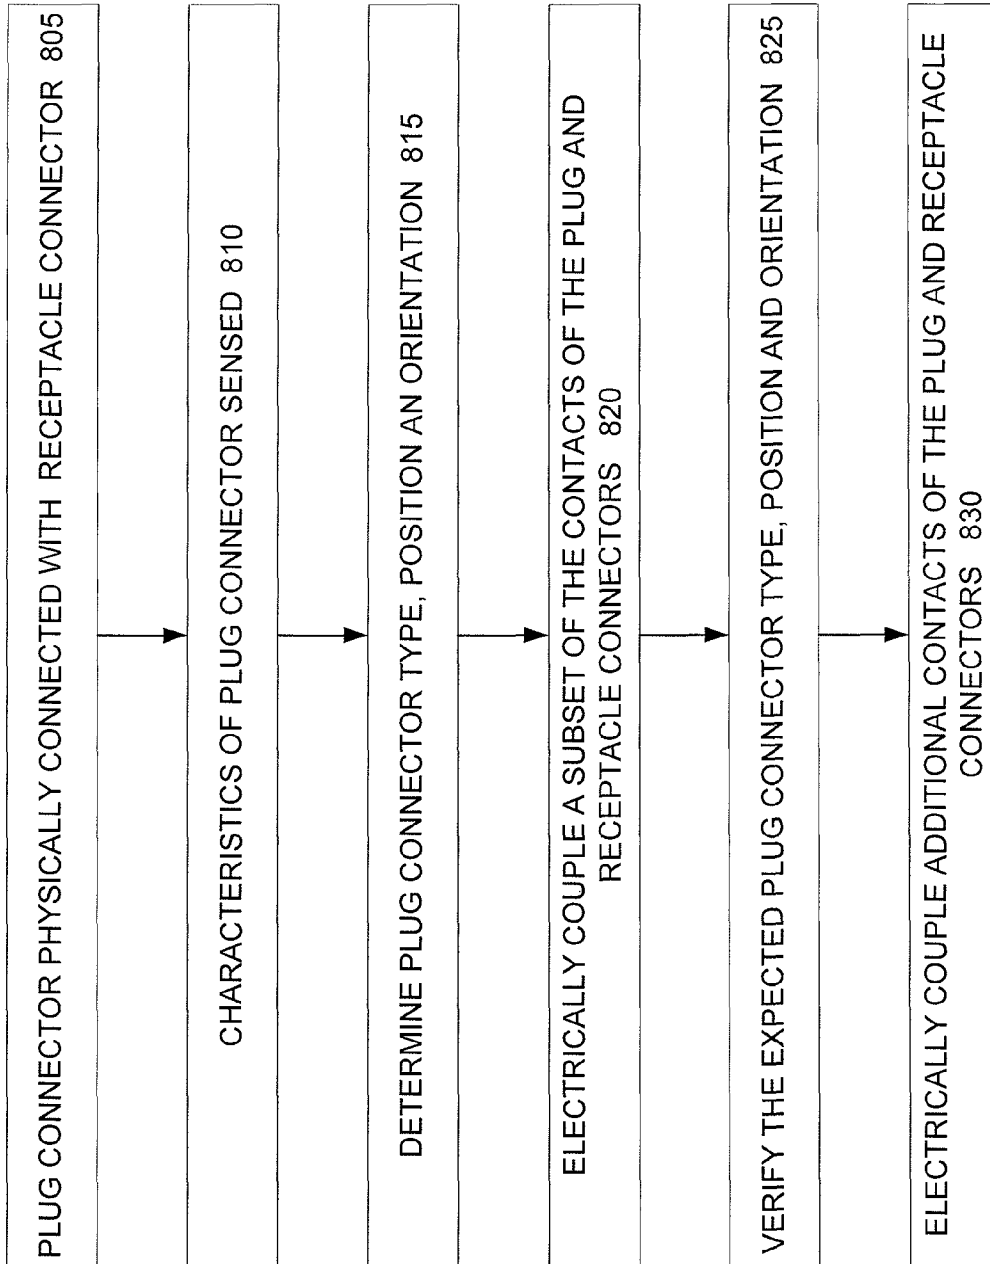 PLUG CONNECTOR PHYSICALLY CONNECTED WITH RECEPTACLE CONNECTOR 805
CHARACTERISTICS OF PLUG CONNECTOR SENSED 810
DETERMINE PLUG CONNECTOR TYPE, POSITION AN ORIENTATION 815
ELECTRICALLY COUPLE A SUBSET OF THE CONTACTS OF THE PLUG AND
RECEPTACLE CONNECTORS 820
VERIFY THE EXPECTED PLUG CONNECTOR TYPE, POSITION AND ORIENTATION 825
ELECTRICALLY COUPLE ADDITIONAL CONTACTS OF THE PLUG AND RECEPTACLE
CONNECTORS 830